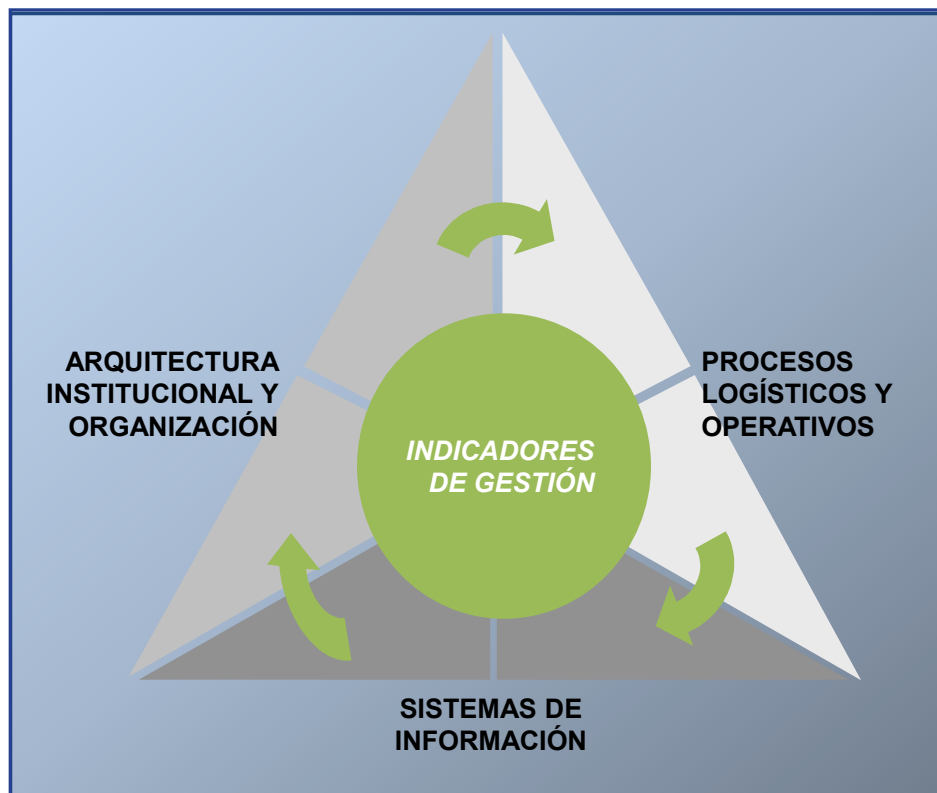 ARQUITECTURA
INSTITUCIONAL Y
ORGANIZACIÓN
PROCESOS
LOGÍSTICOS Y
OPERATIVOS
INDICADORES
DE GESTIÓN
SISTEMAS DE
INFORMACIÓN